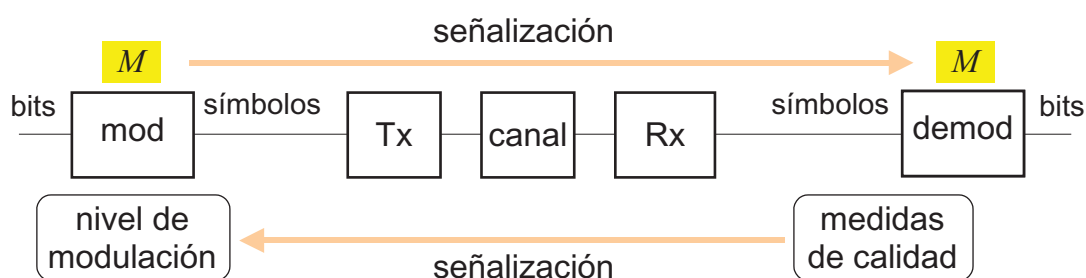 señalización
M M
bits símbolos símbolos bits
mod Tx canal Rx demod
nivel de
modulación
medidas
de calidad
señalización